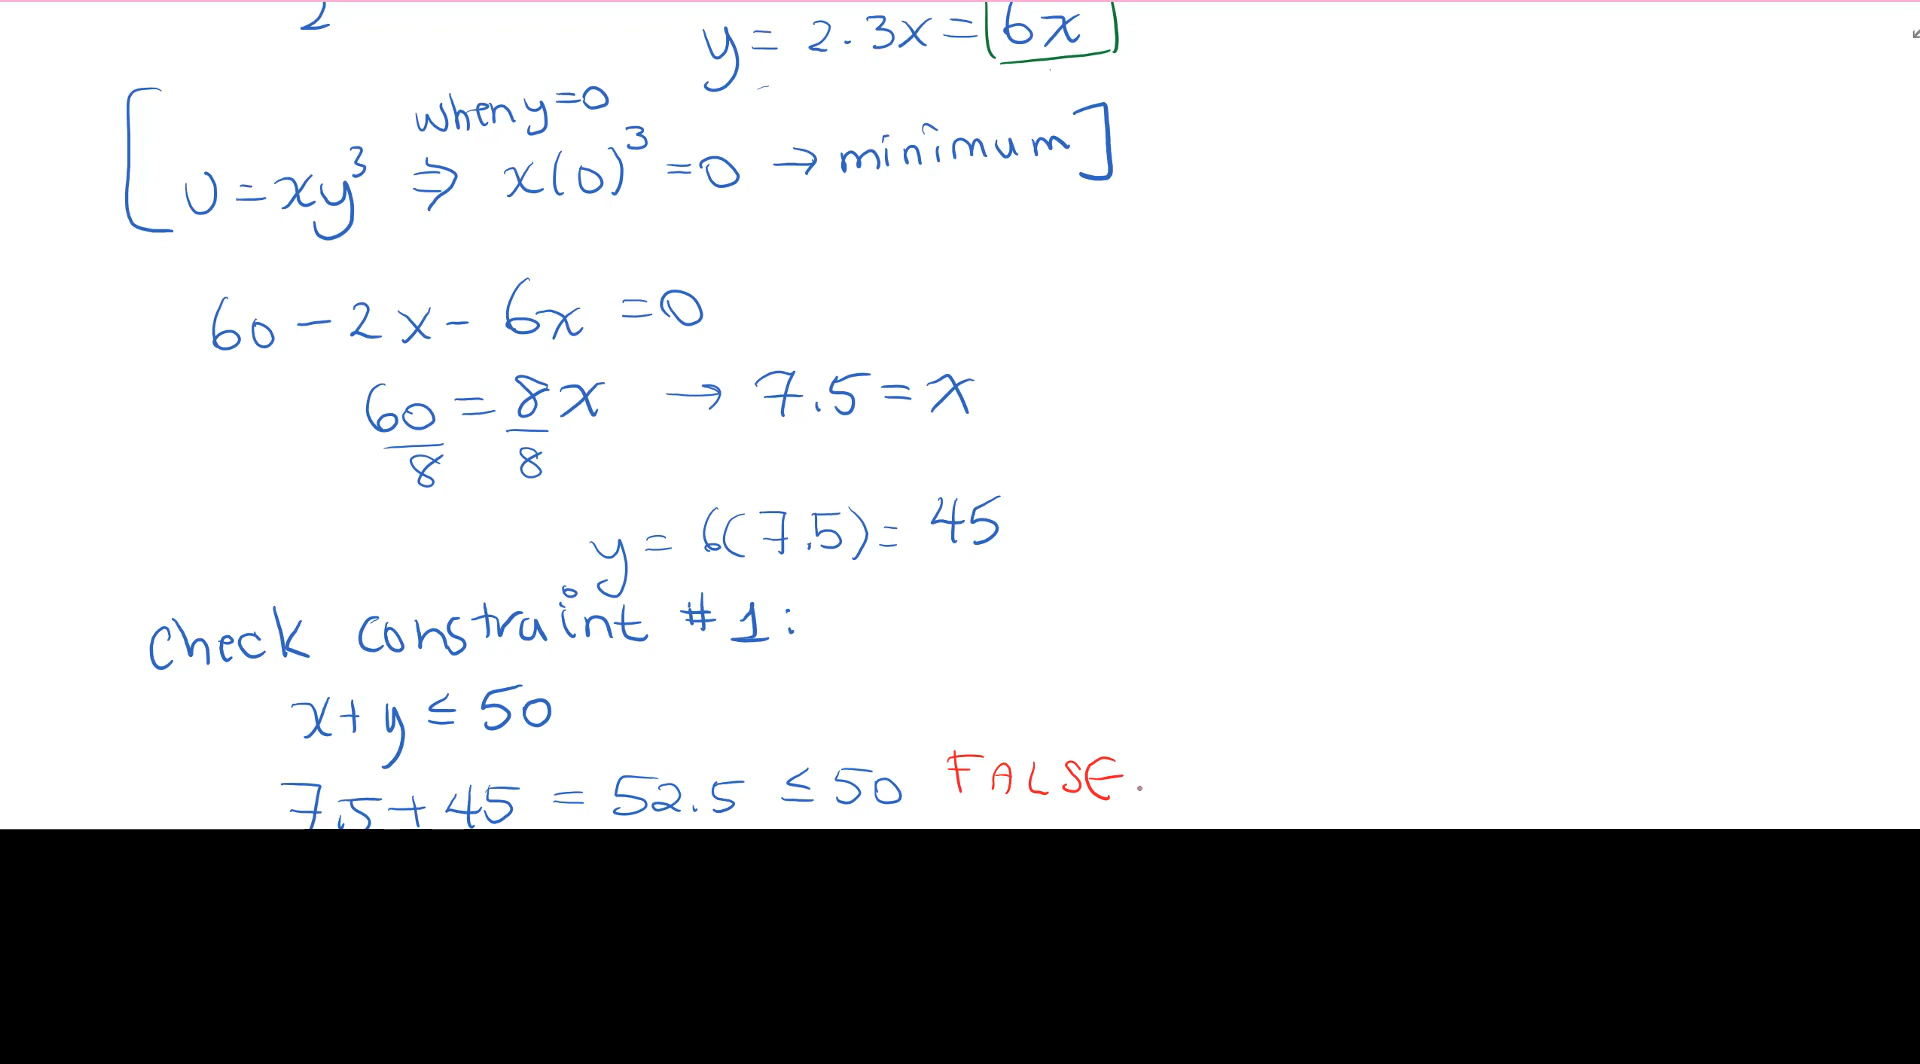 2
y = 2.3x = 6x
when y=0
U = xy³ ⇒ x(0)³ = 0 → minimum ]
60 - 2x - 6x = 0
60/8 = 8x/8 → 7.5 = x
y = 6(7.5) = 45
Check constraint #1:
x + y ≤ 50
7.5 + 45 = 52.5 ≤ 50 FALSE.